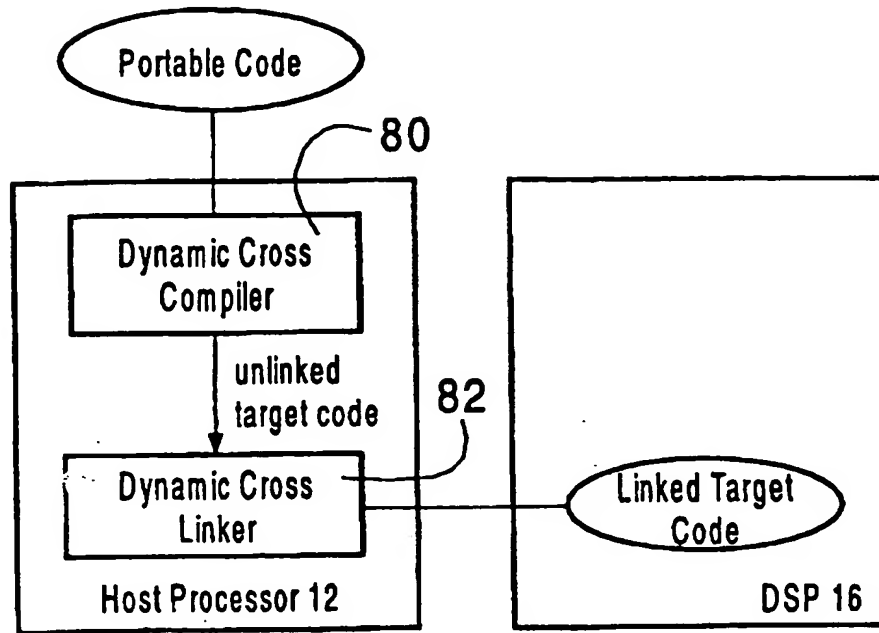 Portable Code
80
Dynamic Cross
Compiler
unlinked
target code
82
Dynamic Cross
Linker
Linked Target
Code
Host Processor 12
DSP 16